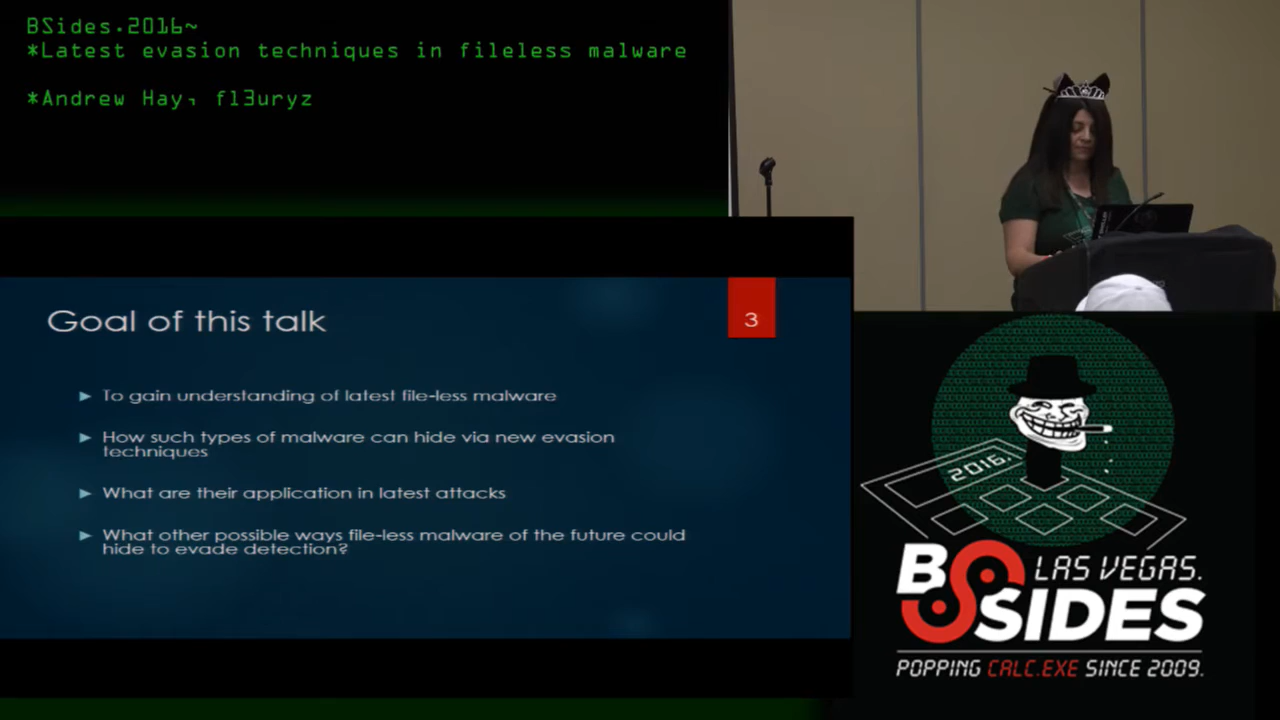 BSides.2016~
*Latest evasion techniques in fileless malware
*Andrew Hay, fl3uryz
Goal of this talk
3
► To gain understanding of latest file-less malware
► How such types of malware can hide via new evasion
techniques
► What are their application in latest attacks
► What other possible ways file-less malware of the future could
hide to evade detection?
2016.
BSIDES
LAS VEGAS.
POPPING CALC.EXE SINCE 2009.